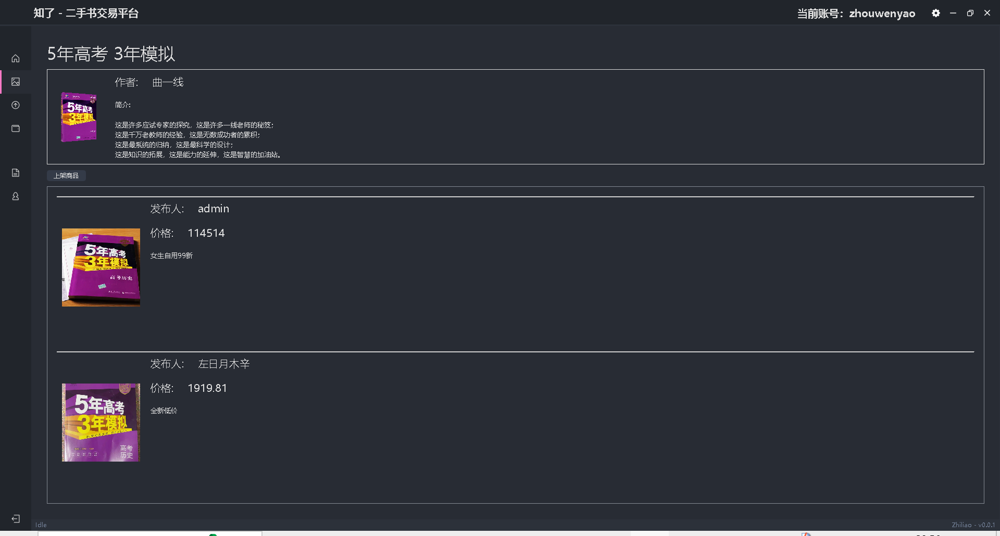 知了 - 二手书交易平台
当前账号：zhouwenyao
5年高考 3年模拟
作者: 曲一线
5年高考
3年模拟
简介:
这是许多应试专家的探究，这是许多一线老师的秘笈；
这是千万老教师的经验，这是无数成功者的累积；
这是最系统的归纳，这是最科学的设计；
这是知识的拓展，这是能力的延伸，这是智慧的加油站。
上架商品
发布人: admin
价格: 114514
女生自用99新
5年高考
3年模拟
高考历史
发布人: 左日月木辛
价格: 1919.81
全新低价
5年高考
3年模拟
高考
历史
Idle
Zhiliao - v0.0.1